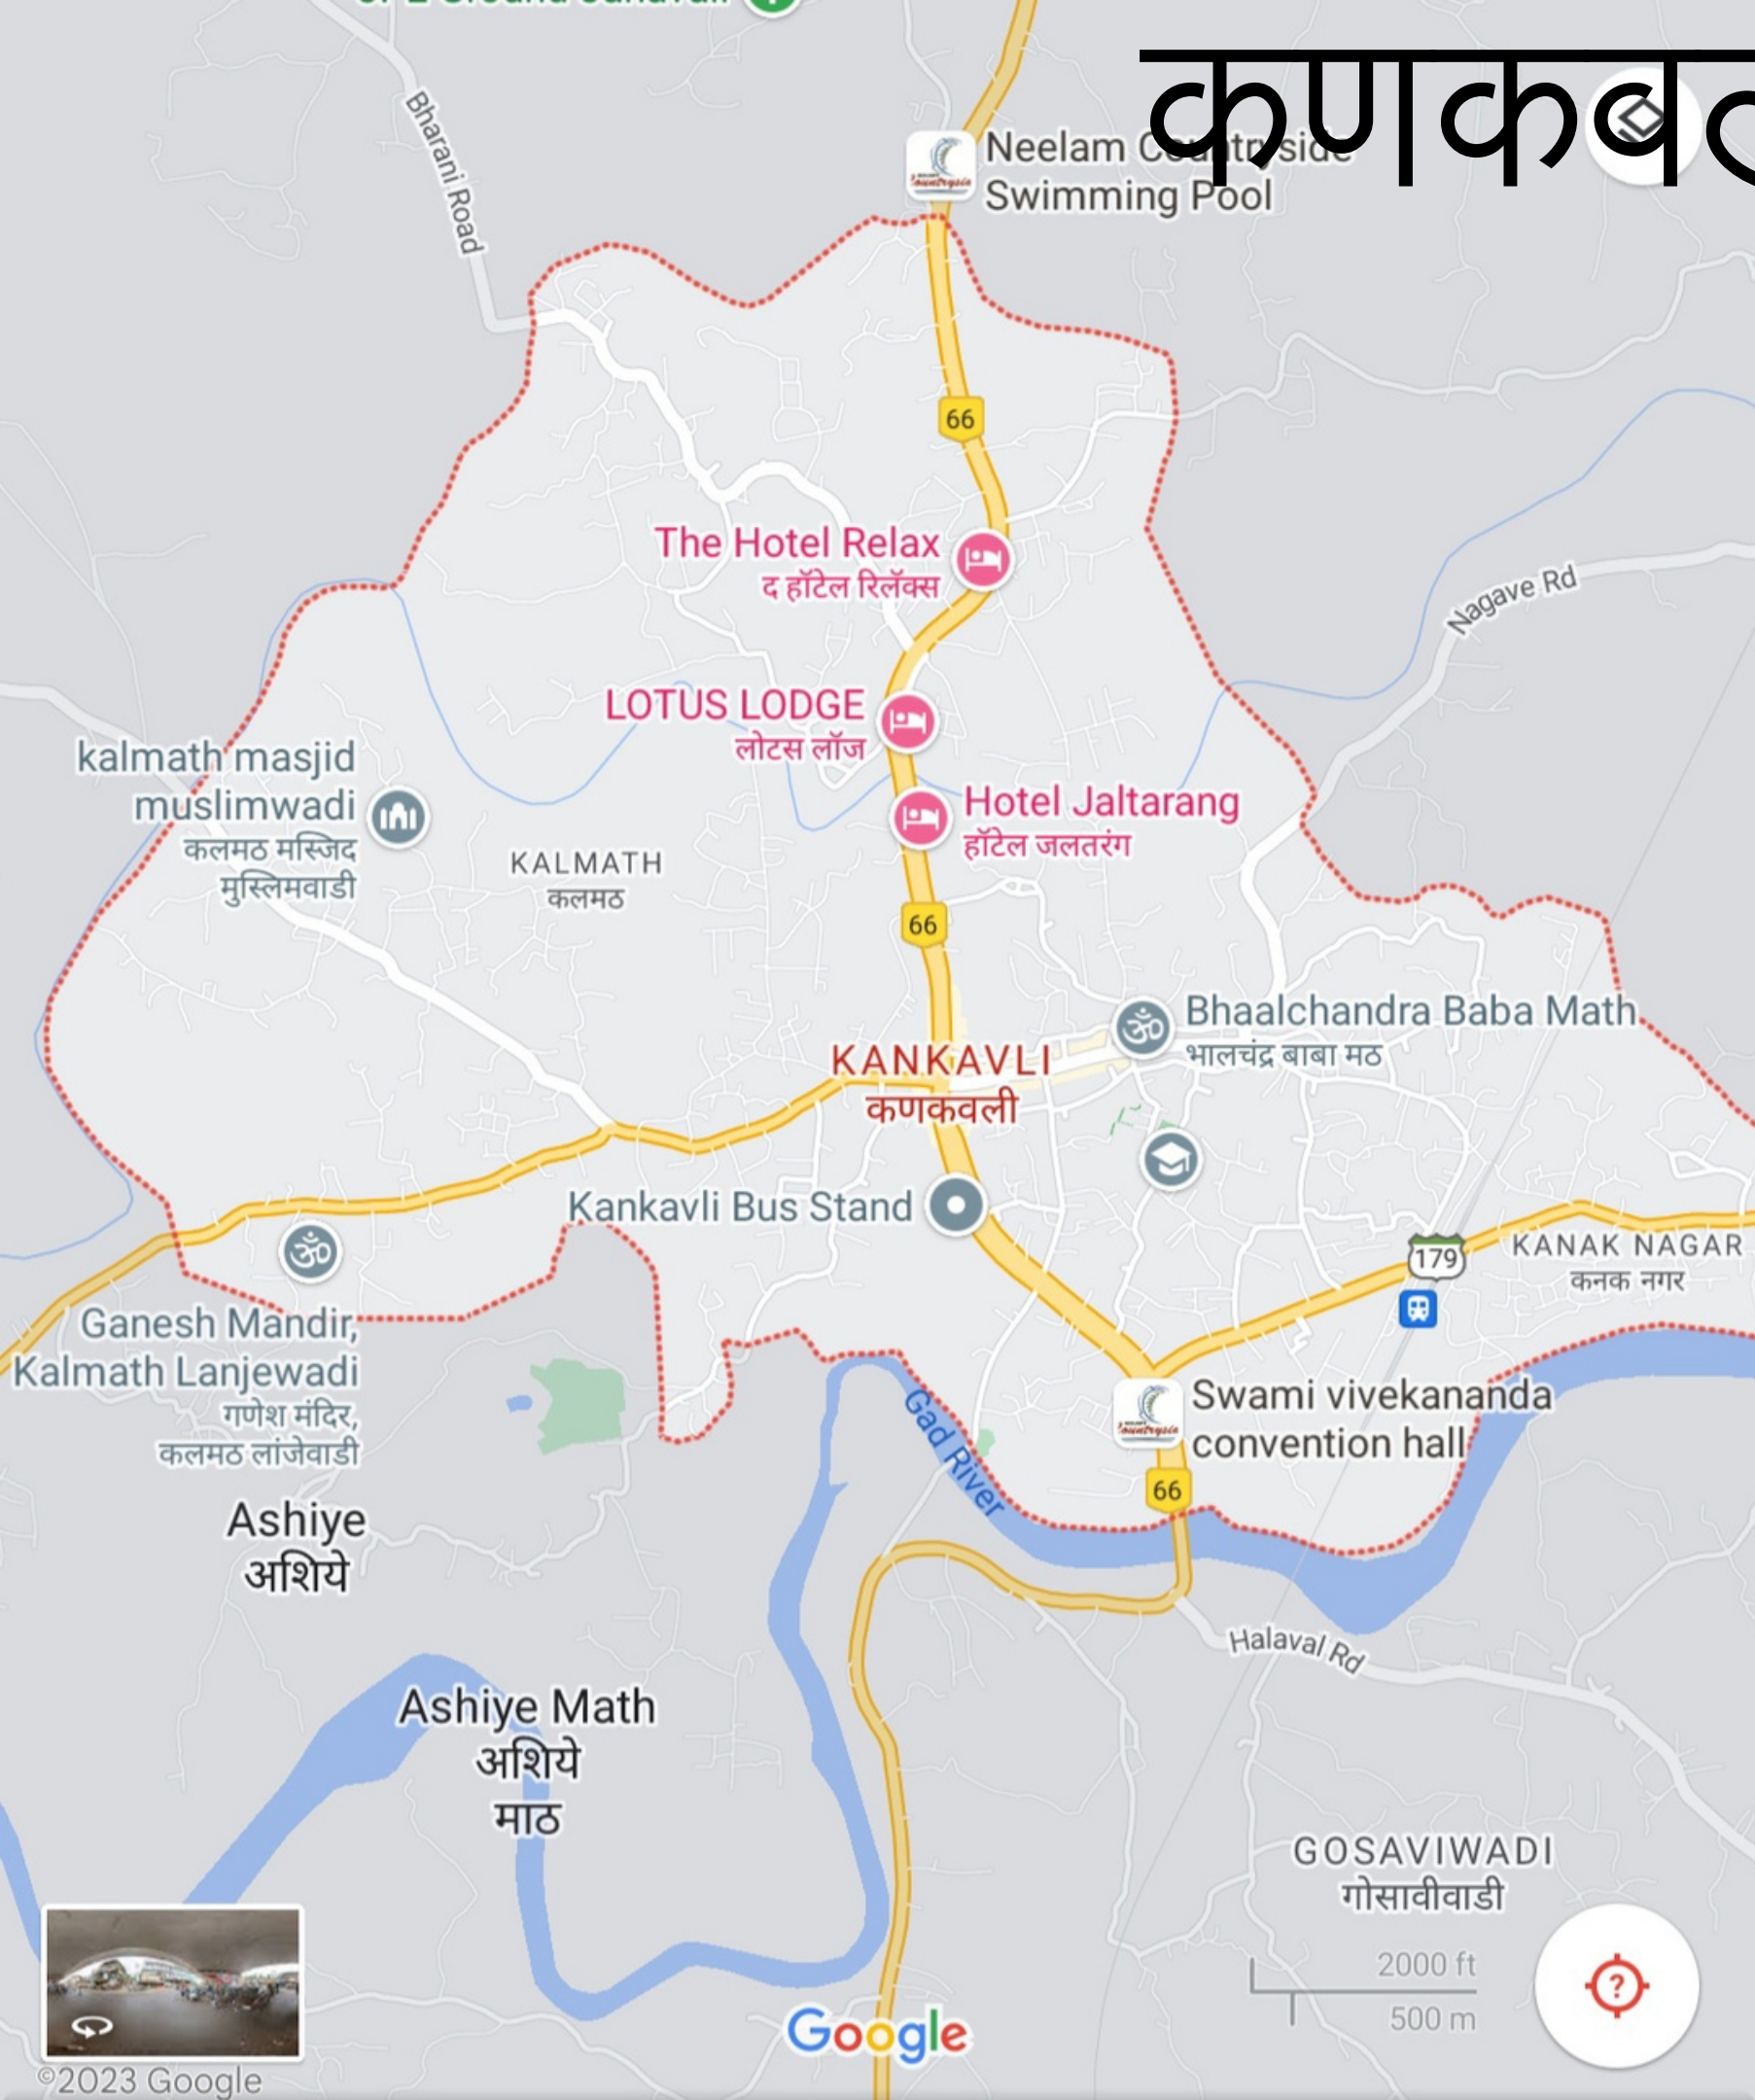 कणकवल
Neelam Countryside
Swimming Pool
Bharani Road
66
The Hotel Relax
द हॉटेल रिलॅक्स
Nagave Rd
LOTUS LODGE
लोटस लॉज
kalmath masjid
muslimwadi
कलमठ मस्जिद
मुस्लिमवाडी
Hotel Jaltarang
हॉटेल जलतरंग
KALMATH
कलमठ
66
Bhaalchandra Baba Math
भालचंद्र बाबा मठ
KANKAVLI
कणकवली
Kankavli Bus Stand
179
KANAK NAGAR
कनक नगर
Ganesh Mandir,
Kalmath Lanjewadi
गणेश मंदिर,
कलमठ लांजेवाडी
Gad River
Swami vivekananda
convention hall
66
Ashiye
अशिये
Halaval Rd
Ashiye Math
अशिये
माठ
GOSAVIWADI
गोसावीवाडी
2000 ft
500 m
?
Google
©2023 Google